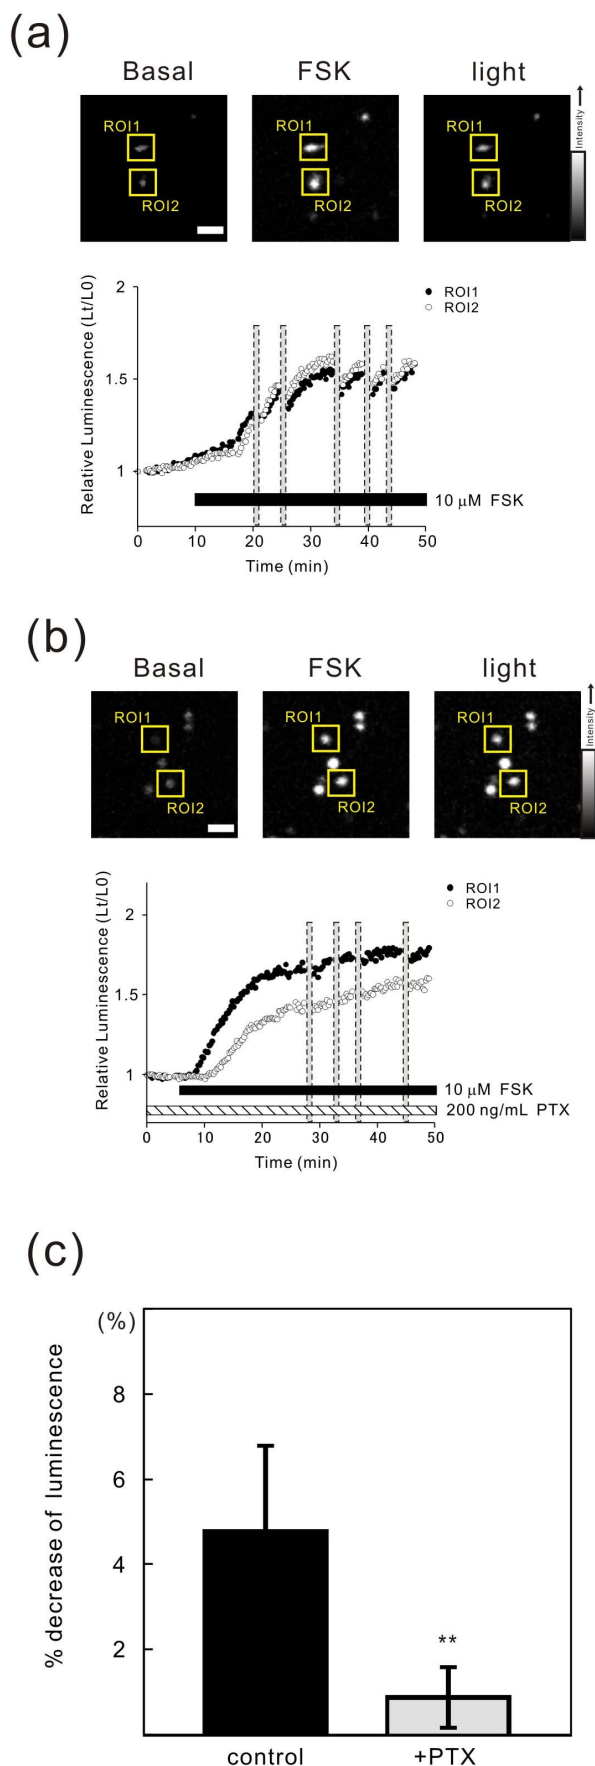 (a)
Basal FSK light
ROI1 ROI1 ROI1
ROI2 ROI2 ROI2
Intensity
Relative Luminescence (Lt/L0)
ROI1
ROI2
2
1.5
1
10 μM FSK
0 10 20 30 40 50
Time (min)
(b)
Basal FSK light
ROI1 ROI1 ROI1
ROI2 ROI2 ROI2
Intensity
Relative Luminescence (Lt/L0)
ROI1
ROI2
2
1.5
1
10 μM FSK
200 ng/mL PTX
0 10 20 30 40 50
Time (min)
(c)
(%)
% decrease of luminescence
8
6
4
2
**
control +PTX